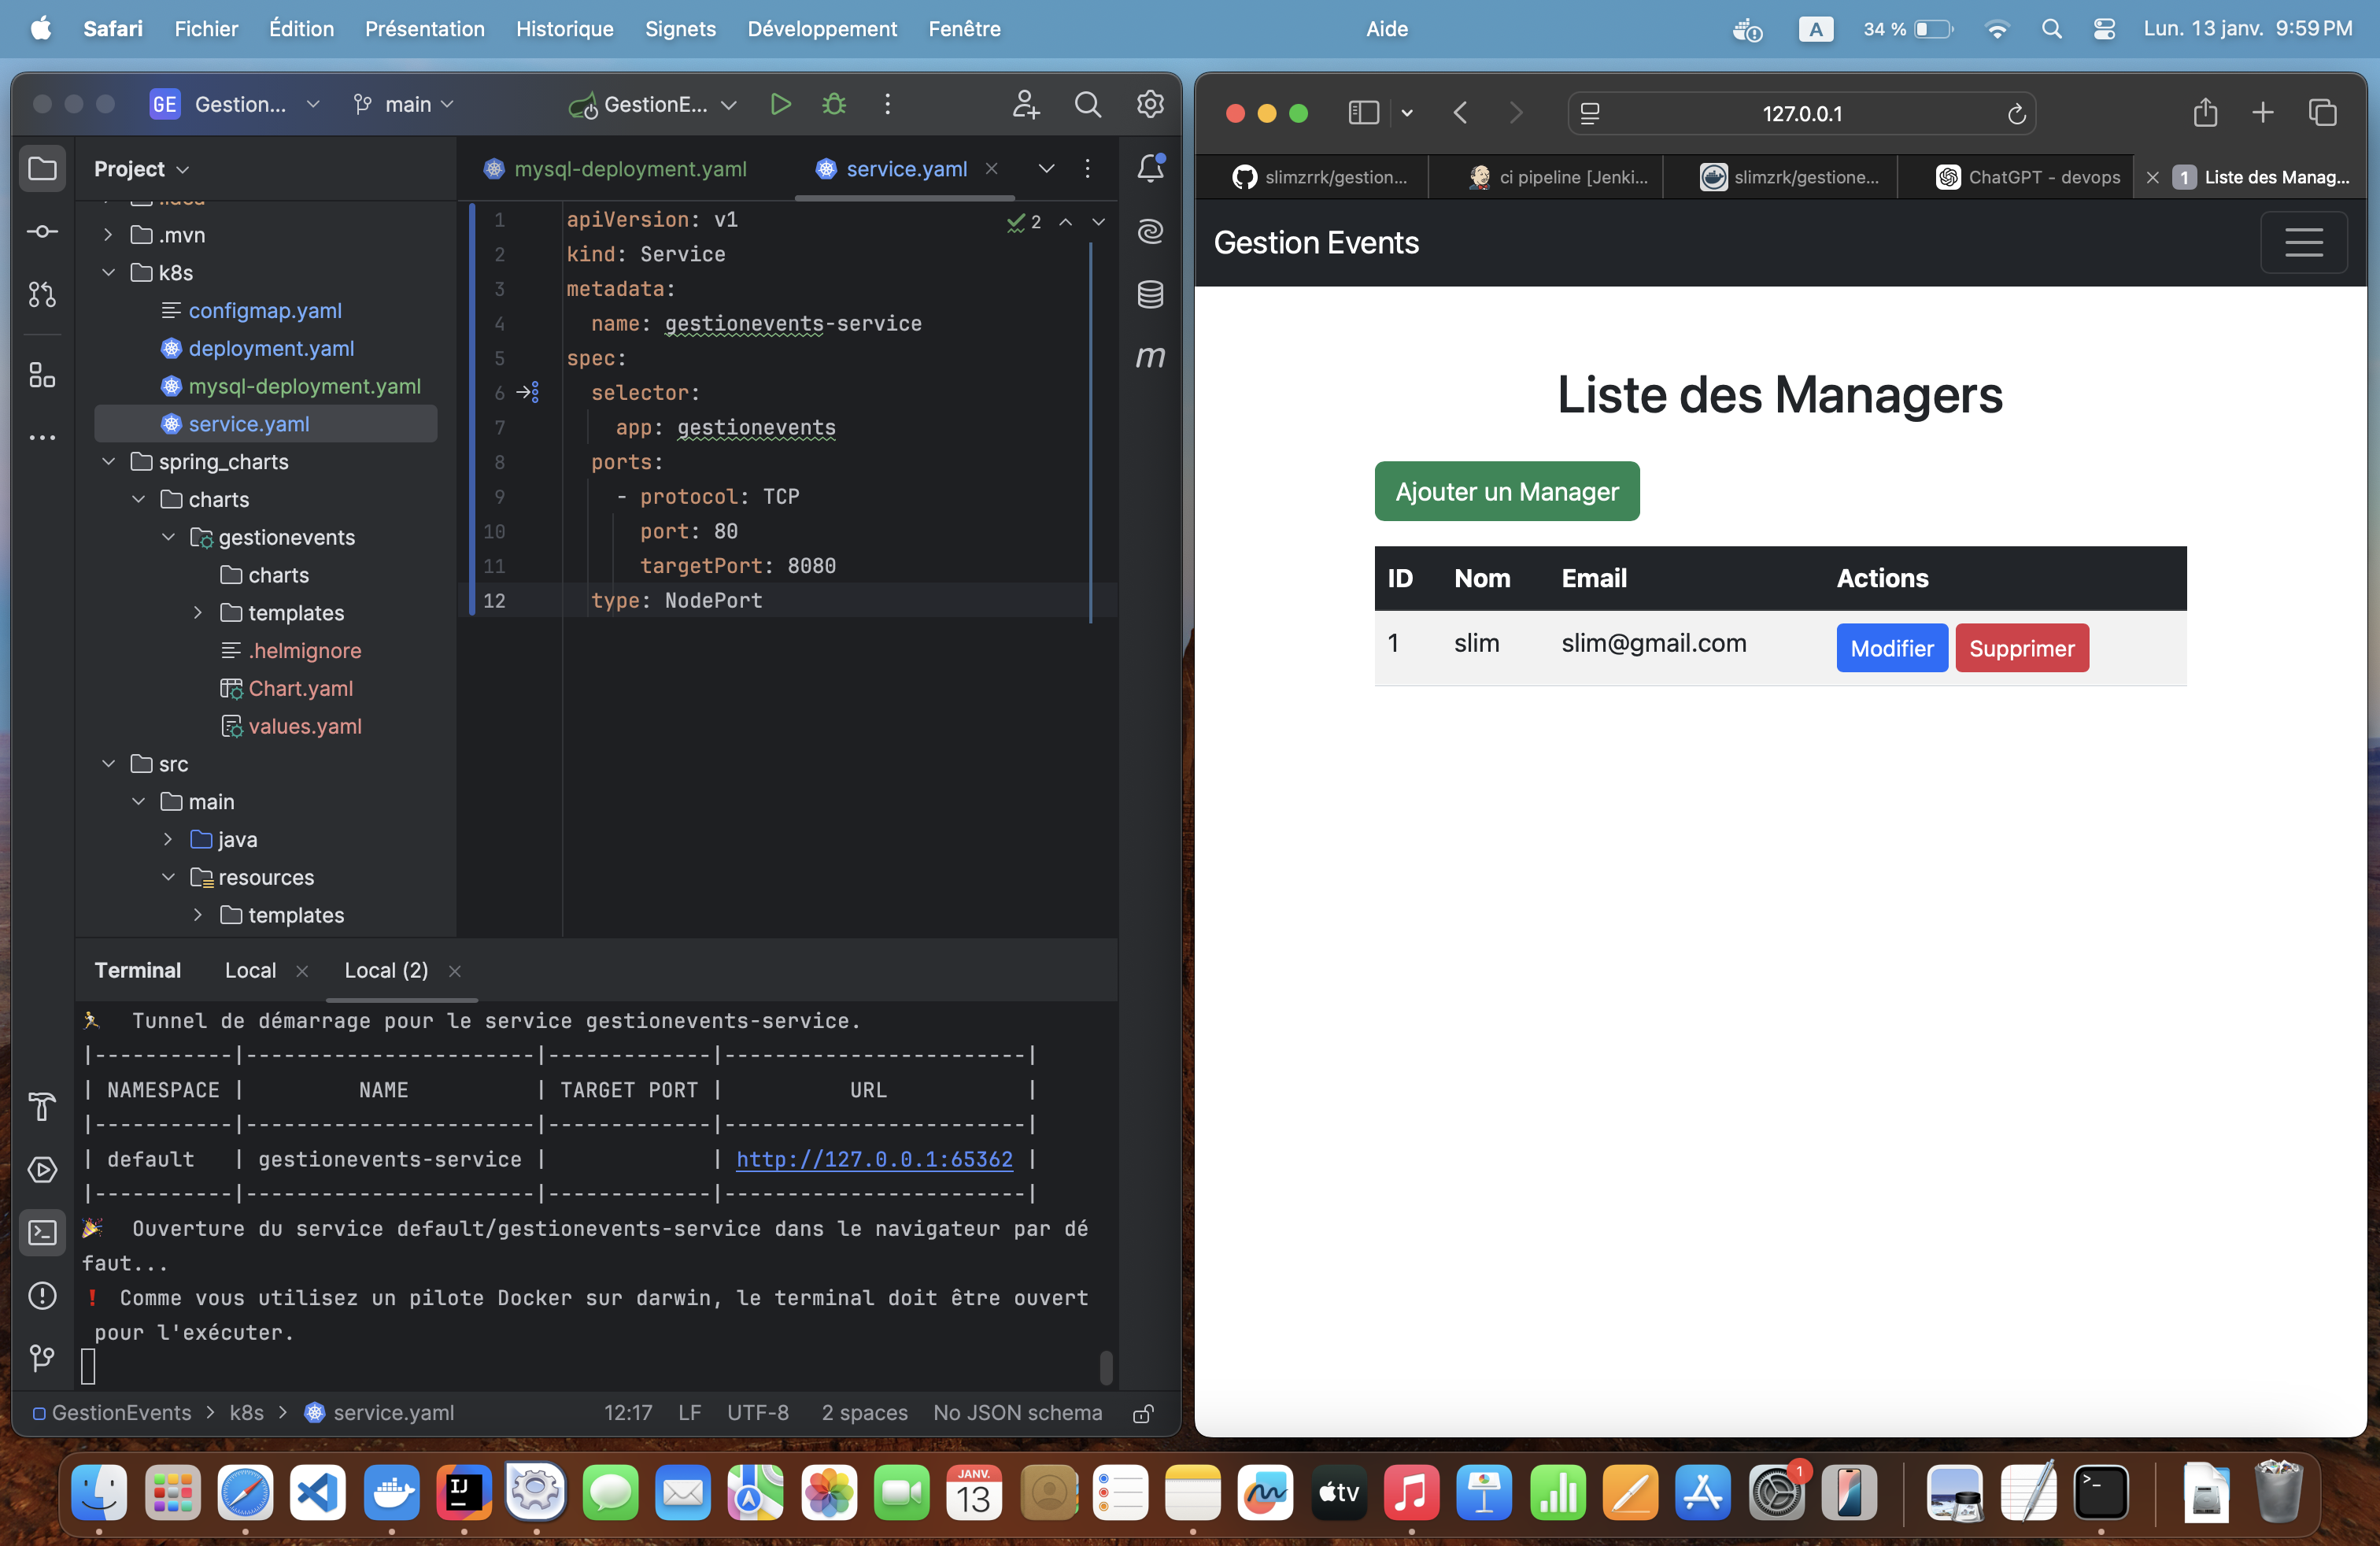 Safari Fichier Édition Présentation Historique Signets Développement Fenêtre Aide A 34 % Lun. 13 janv. 9:59 PM
GE Gestion... main GestionE...
Project
.mvn
k8s
configmap.yaml
deployment.yaml
mysql-deployment.yaml
service.yaml
spring_charts
charts
gestionevents
charts
templates
.helmignore
Chart.yaml
values.yaml
src
main
java
resources
templates
mysql-deployment.yaml service.yaml
2
1 apiVersion: v1
2 kind: Service
3 metadata:
4 name: gestionevents-service
5 spec:
6 selector:
7 app: gestionevents
8 ports:
9 - protocol: TCP
10 port: 80
11 targetPort: 8080
12 type: NodePort
m
Terminal Local Local (2)
Tunnel de démarrage pour le service gestionevents-service.
|-----------|-----------------------|-------------|------------------------|
| NAMESPACE | NAME | TARGET PORT | URL |
|-----------|-----------------------|-------------|------------------------|
| default | gestionevents-service | | http://127.0.0.1:65362 |
|-----------|-----------------------|-------------|------------------------|
Ouverture du service default/gestionevents-service dans le navigateur par dé
faut...
! Comme vous utilisez un pilote Docker sur darwin, le terminal doit être ouvert
pour l'exécuter.
GestionEvents > k8s > service.yaml 12:17 LF UTF-8 2 spaces No JSON schema
127.0.0.1
slimzrrk/gestion... ci pipeline [Jenki... slimzrk/gestione... ChatGPT - devops 1 Liste des Manag...
Gestion Events
Liste des Managers
Ajouter un Manager
ID Nom Email Actions
1 slim slim@gmail.com Modifier Supprimer
IJ
JANV.
13
tv
1
>_